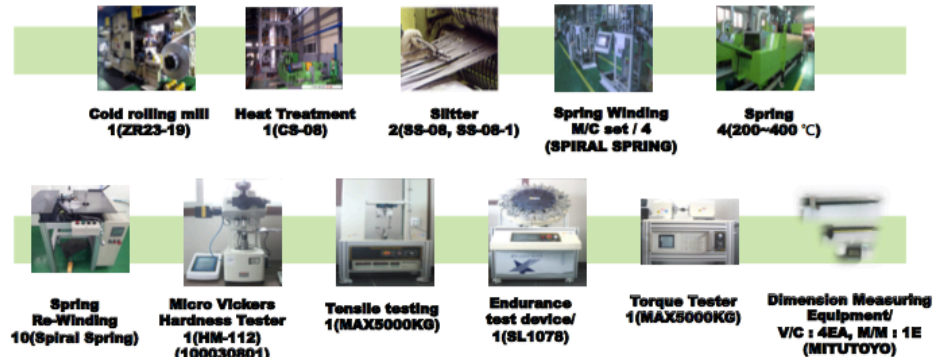 Cold rolling mill
1(ZR23-19)
Heat Treatment
1(CS-08)
Slitter
2(SS-08, SS-08-1)
Spring Winding
M/C set / 4
(SPIRAL SPRING)
Spring
4(200~400 ℃)
Spring
Re-Winding
10(Spiral Spring)
Micro Vickers
Hardness Tester
1(HM-112)
(100030801)
Tensile testing
1(MAX5000KG)
Endurance
test device/
1(SL1078)
Torque Tester
1(MAX5000KG)
Dimension Measuring
Equipment/
V/C : 4EA, M/M : 1E
(MITUTOYO)